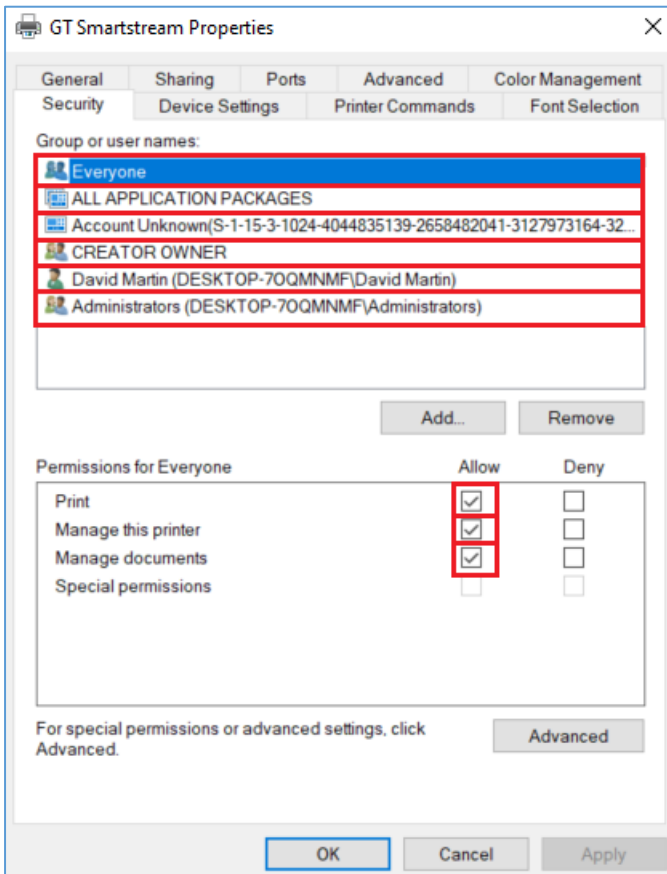 GT Smartstream Properties
General Sharing Ports Advanced Color Management
Security Device Settings Printer Commands Font Selection
Group or user names:
Everyone
ALL APPLICATION PACKAGES
Account Unknown(S-1-15-3-1024-4044835139-2658482041-3127973164-32...
CREATOR OWNER
David Martin (DESKTOP-7OQMNMF\David Martin)
Administrators (DESKTOP-7OQMNMF\Administrators)
Add... Remove
Permissions for Everyone Allow Deny
Print
Manage this printer
Manage documents
Special permissions
For special permissions or advanced settings, click
Advanced.
Advanced
OK Cancel Apply